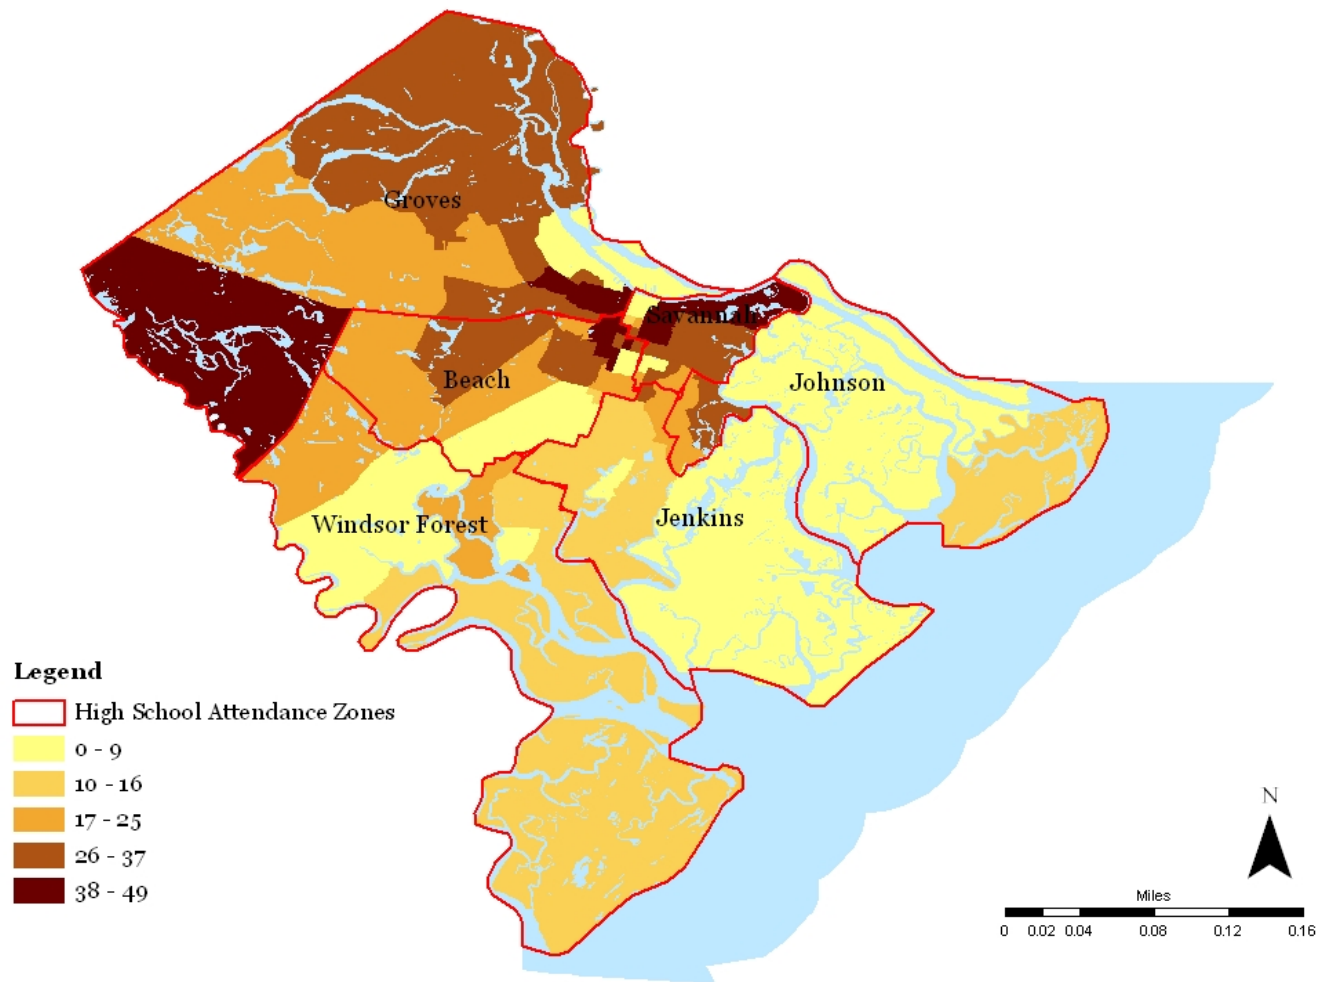 Groves
Savannah
Beach
Johnson
Windsor Forest
Jenkins
Legend
High School Attendance Zones
0 - 9
10 - 16
17 - 25
26 - 37
38 - 49
N
Miles
0 0.02 0.04 0.08 0.12 0.16